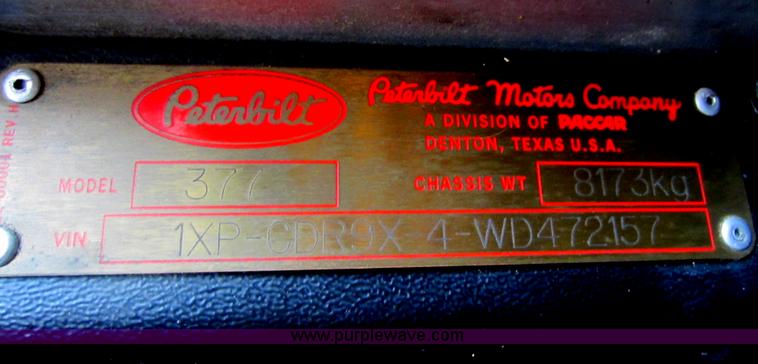 Peterbilt
Peterbilt Motors Company
A DIVISION OF PACCAR
DENTON, TEXAS U.S.A.
MODEL 377 CHASSIS WT 8173kg
VIN 1XP-CDR9X-4-WD472157
www.purplewave.com